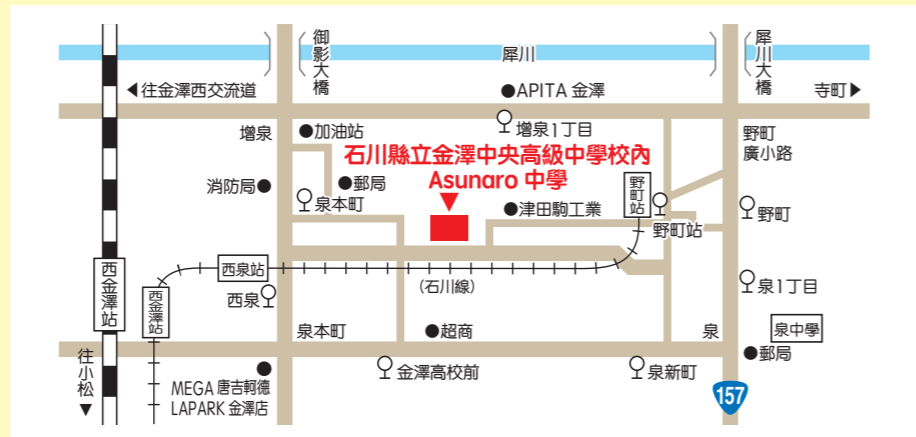 御影大橋
犀川
犀川大橋
◀往金澤西交流道
●APITA 金澤
寺町▶
增泉
●加油站
增泉1丁目
野町
廣小路
石川縣立金澤中央高級中學校內
Asunaro 中學
▼
消防局●
●郵局
泉本町
●津田駒工業
野町站
野町站
野町
西金澤站
西金澤站
西泉站
西泉
(石川線)
泉1丁目
泉本町
●超商
泉
泉中學
●郵局
往小松▼
MEGA 唐吉軻德
LAPARK 金澤店
金澤高校前
泉新町
157